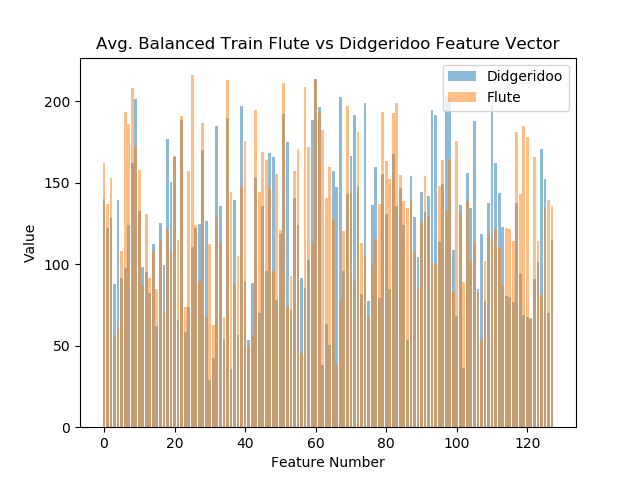 Avg. Balanced Train Flute vs Didgeridoo Feature Vector
Didgeridoo
Flute
200
150
100
50
0
Value
0 20 40 60 80 100 120
Feature Number